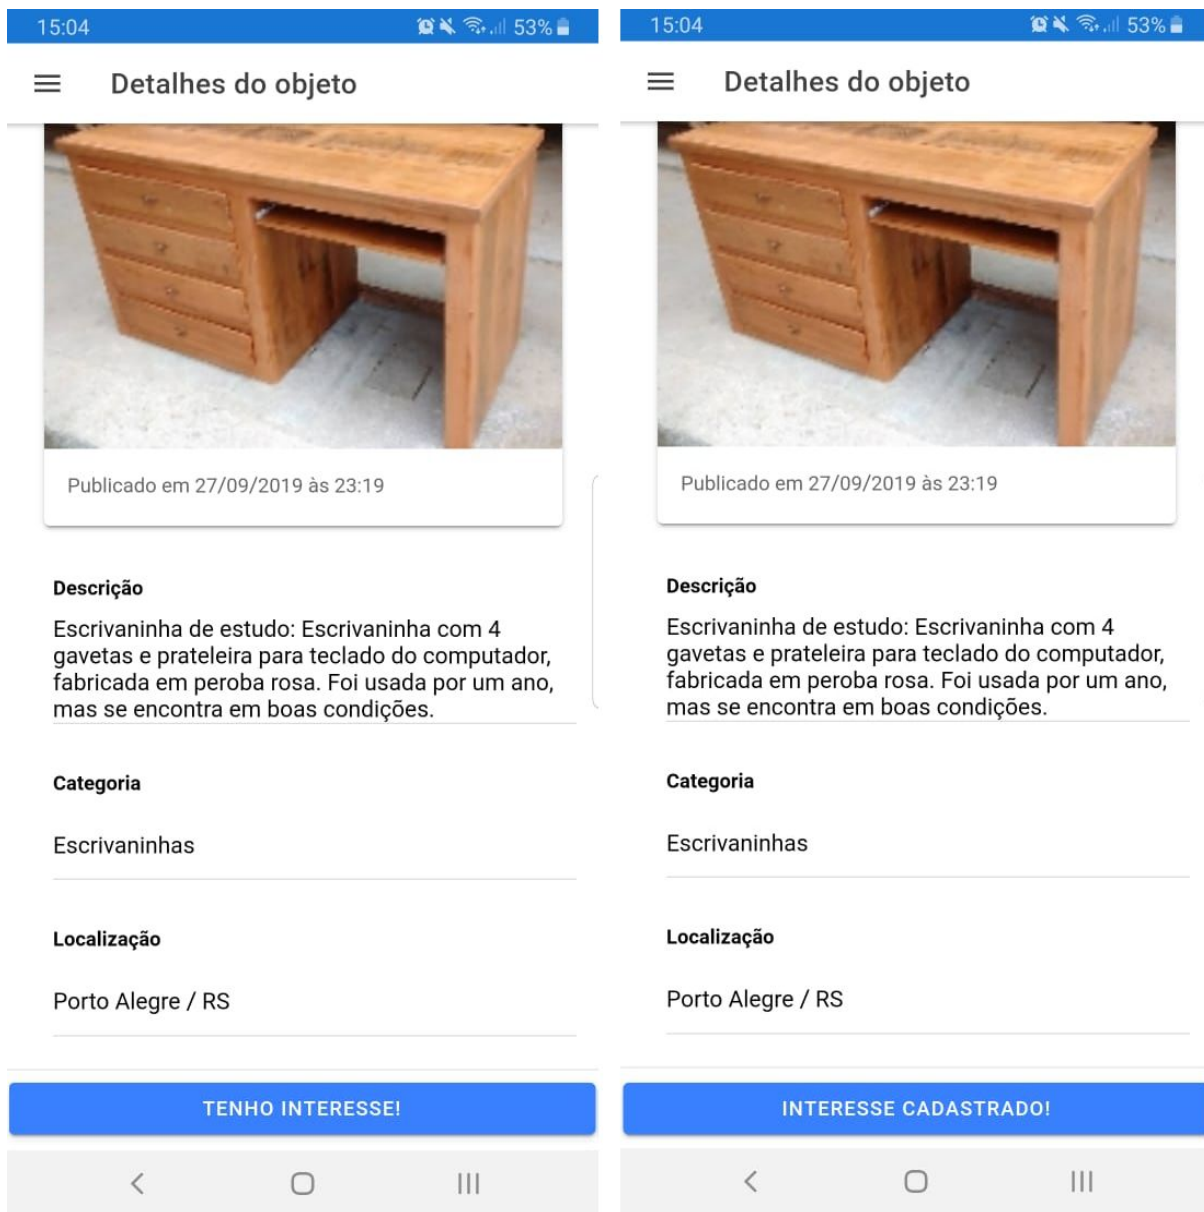 15:04
53%
Detalhes do objeto
Publicado em 27/09/2019 às 23:19
Descrição
Escrivaninha de estudo: Escrivaninha com 4
gavetas e prateleira para teclado do computador,
fabricada em peroba rosa. Foi usada por um ano,
mas se encontra em boas condições.
Categoria
Escrivaninhas
Localização
Porto Alegre / RS
TENHO INTERESSE!
15:04
53%
Detalhes do objeto
Publicado em 27/09/2019 às 23:19
Descrição
Escrivaninha de estudo: Escrivaninha com 4
gavetas e prateleira para teclado do computador,
fabricada em peroba rosa. Foi usada por um ano,
mas se encontra em boas condições.
Categoria
Escrivaninhas
Localização
Porto Alegre / RS
INTERESSE CADASTRADO!